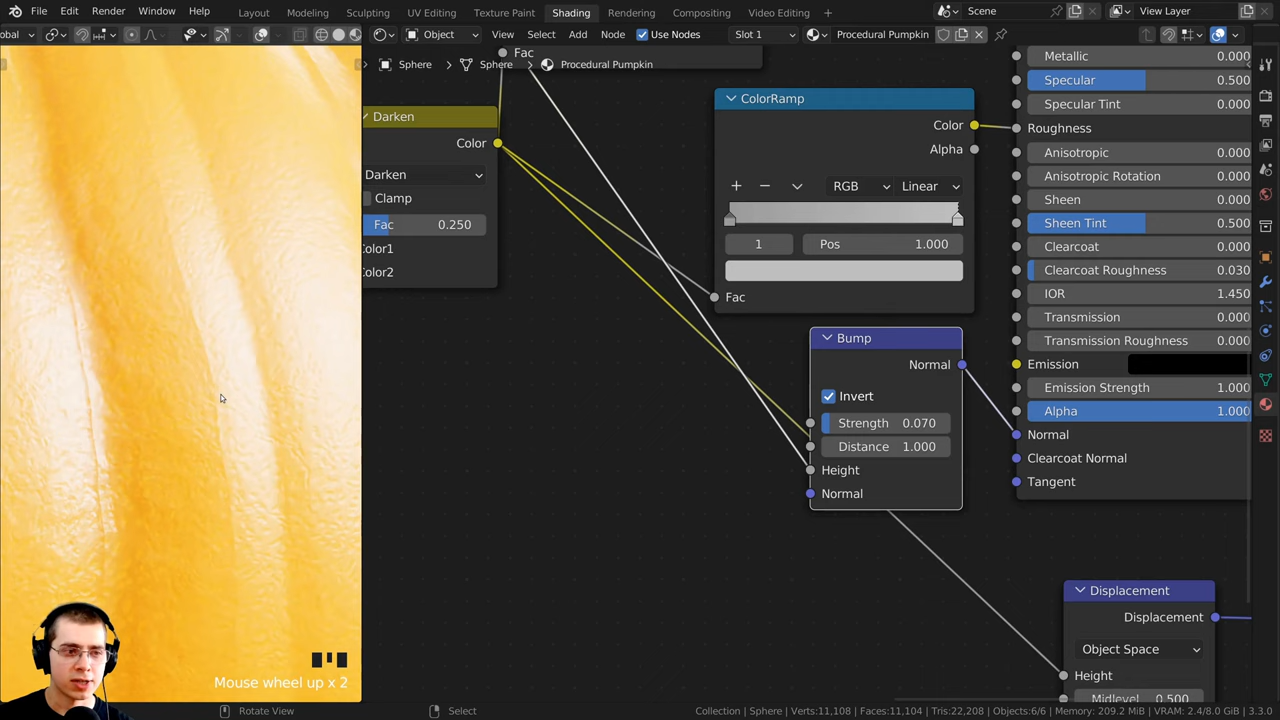 File Edit Render Window Help Layout Modeling Sculpting UV Editing Texture Paint Shading Rendering Compositing Video Editing Scene View Layer
Object View Select Add Node Use Nodes Slot 1 Procedural Pumpkin
Fac
Sphere Sphere Procedural Pumpkin
Metallic 0.000
Specular 0.500
Specular Tint 0.000
Roughness
Anisotropic 0.000
Anisotropic Rotation 0.000
Sheen 0.000
Sheen Tint 0.500
Clearcoat 0.000
Clearcoat Roughness 0.030
IOR 1.450
Transmission 0.000
Transmission Roughness 0.000
Emission
Emission Strength 1.000
Alpha 1.000
Normal
Clearcoat Normal
Tangent
Darken
Color
Darken
Clamp
Fac 0.250
Color1
Color2
ColorRamp
Color
Alpha
RGB Linear
1 Pos 1.000
Fac
Bump
Normal
Invert
Strength 0.070
Distance 1.000
Height
Normal
Displacement
Displacement
Object Space
Height
Midlevel 0.500
Mouse wheel up x 2
Rotate View Select Collection | Sphere | Verts:11,108 | Faces:11,104 | Tris:22,208 | Objects:6/6 | Memory: 209.2 MiB | VRAM: 2.4/8.0 GiB | 3.3.0